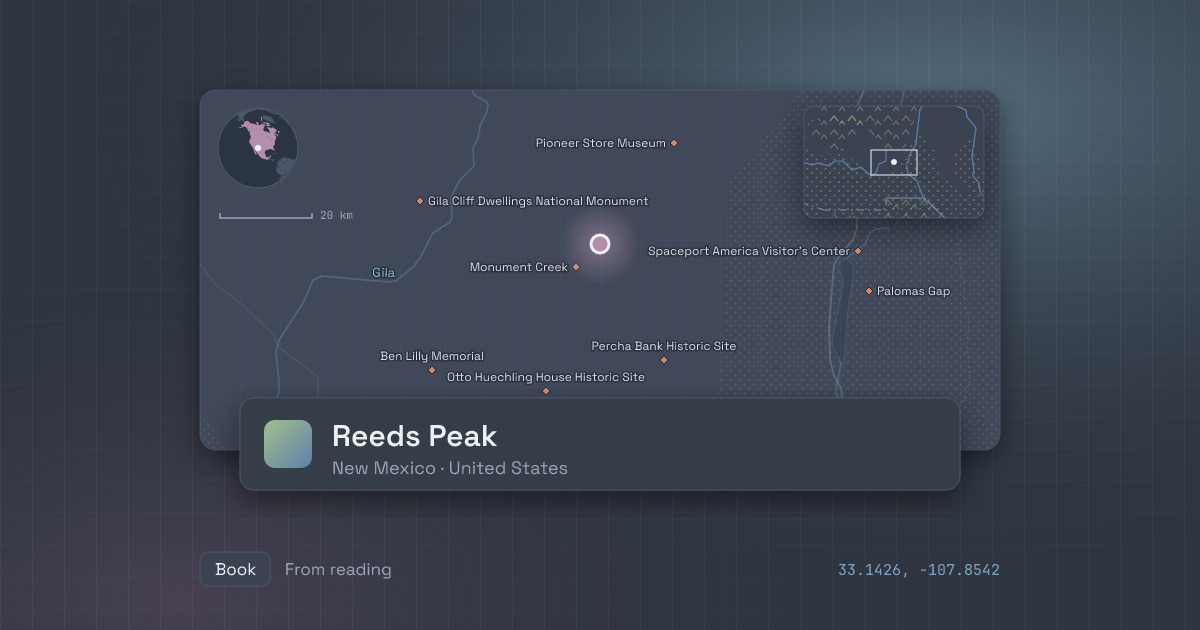 Pioneer Store Museum
Gila Cliff Dwellings National Monument
20 km
Spaceport America Visitor's Center
Monument Creek
Gila
Palomas Gap
Percha Bank Historic Site
Ben Lilly Memorial
Otto Huechling House Historic Site
Reeds Peak
New Mexico · United States
Book
From reading
33.1426, -107.8542